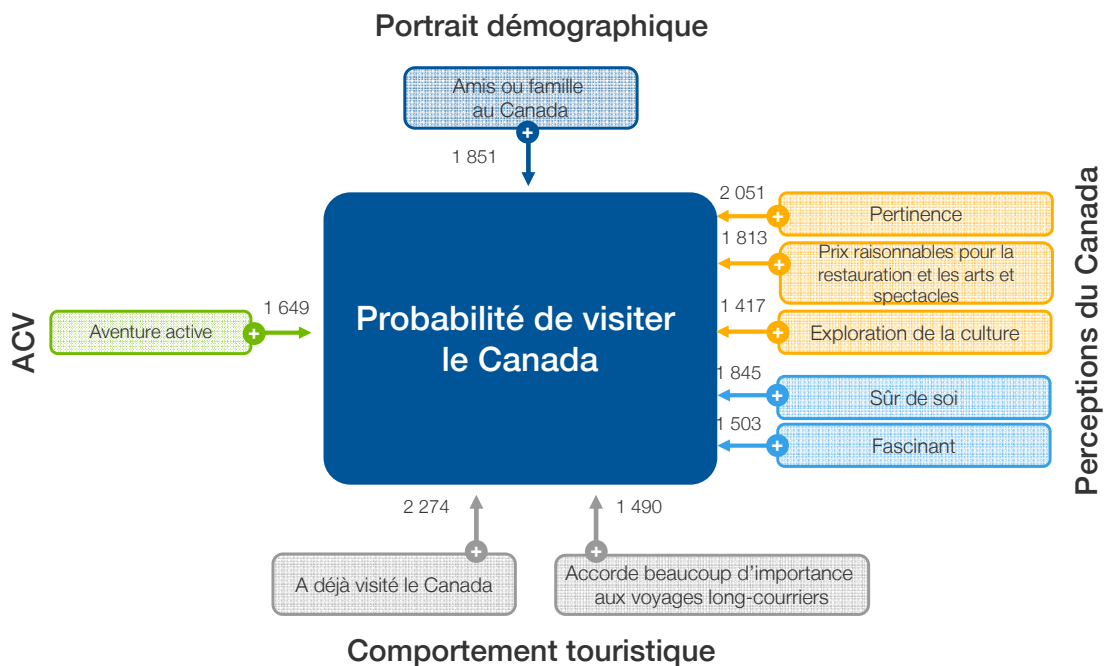 Portrait démographique
Amis ou famille
au Canada
1 851
Perceptions du Canada
2 051
Pertinence
1 813
Prix raisonnables pour la
restauration et les arts et
spectacles
1 417
Exploration de la culture
1 845
Sûr de soi
1 503
Fascinant
ACV
Aventure active
1 649
Probabilité de visiter
le Canada
2 274
1 490
A déjà visité le Canada
Accorde beaucoup d’importance
aux voyages long-courriers
Comportement touristique